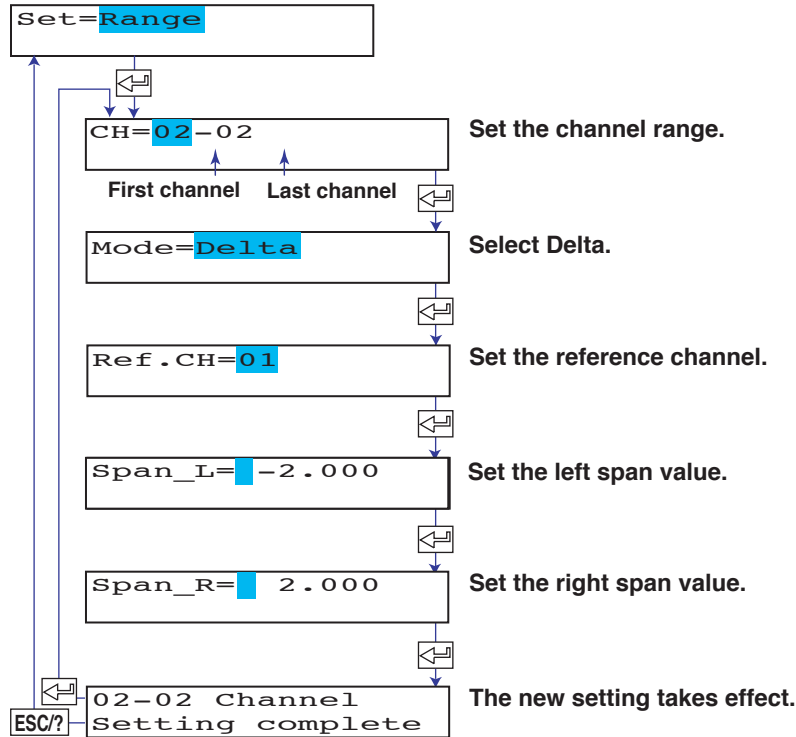 Set=Range
CH=02-02
Set the channel range.
First channel
Last channel
Mode=Delta
Select Delta.
Ref.CH=01
Set the reference channel.
Span_L= -2.000
Set the left span value.
Span_R= 2.000
Set the right span value.
02-02 Channel
The new setting takes effect.
ESC/?
Setting complete